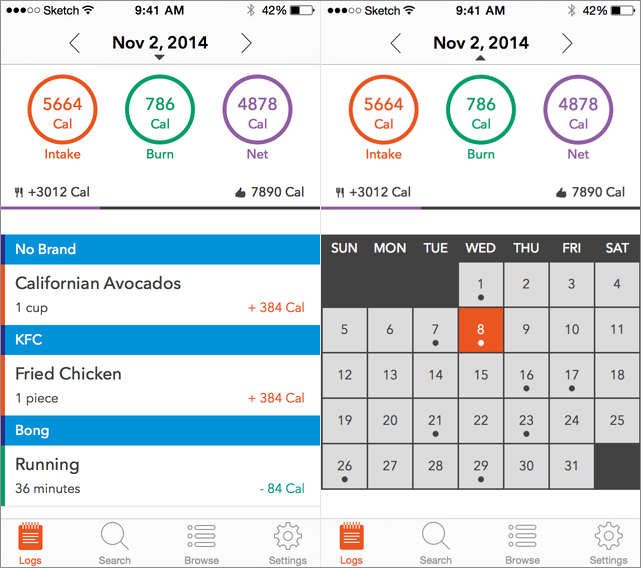 Sketch 9:41 AM 42%
Nov 2, 2014
5664 786 4878
Cal Cal Cal
Intake Burn Net
+3012 Cal 7890 Cal
No Brand
Californian Avocados
1 cup + 384 Cal
KFC
Fried Chicken
1 piece + 384 Cal
Bong
Running
36 minutes - 84 Cal
Logs Search Browse Settings
Sketch 9:41 AM 42%
Nov 2, 2014
5664 786 4878
Cal Cal Cal
Intake Burn Net
+3012 Cal 7890 Cal
SUN MON TUE WED THU FRI SAT
1 2 3 4
5 6 7 8 9 10 11
12 13 14 15 16 17 18
19 20 21 22 23 24 25
26 27 28 29 30 31
Logs Search Browse Settings